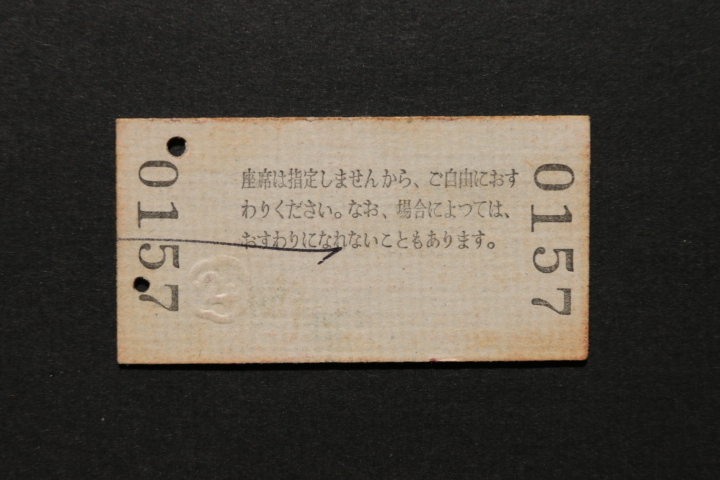 0157
座席は指定しませんから、ご自由におす
わりください。なお、場合によつては、
おすわりになれないこともあります。
0157